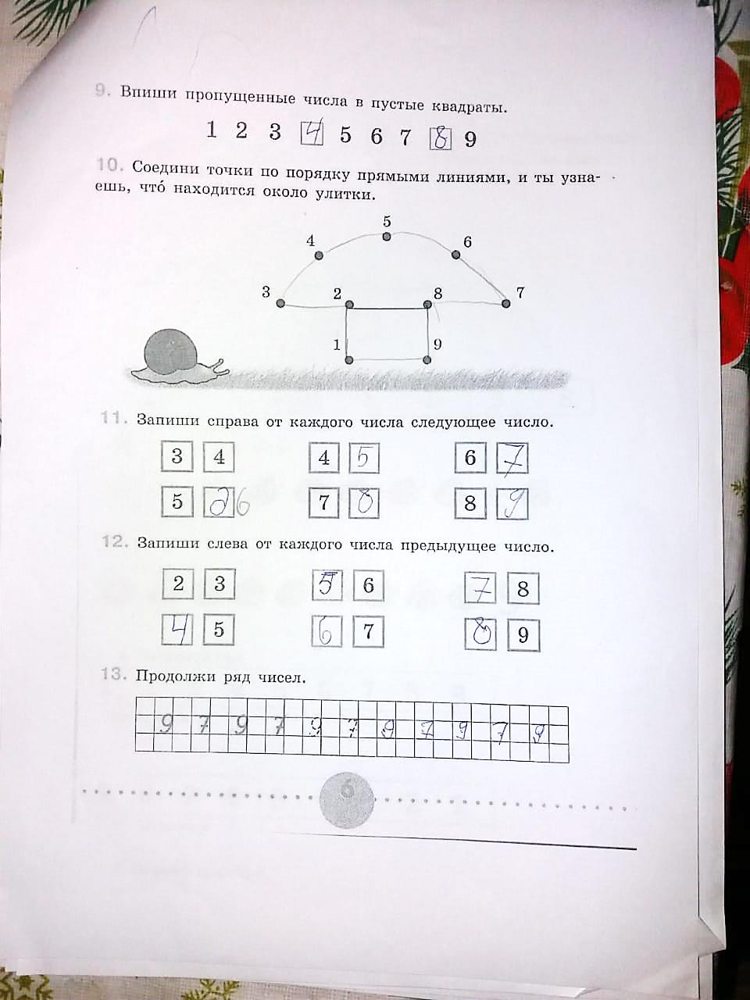 9. Впиши пропущенные числа в пустые квадраты.
1 2 3 4 5 6 7 8 9
10. Соедини точки по порядку прямыми линиями, и ты узна-
ешь, что́ находится около улитки.
5
4 6
3 2 8 7
1 9
11. Запиши справа от каждого числа следующее число.
3 4 4 5 6 7
5 6 7 8 8 9
12. Запиши слева от каждого числа предыдущее число.
2 3 5 6 7 8
4 5 6 7 8 9
13. Продолжи ряд чисел.
9 7 9 7 9 7 9 7 9 7 9
6